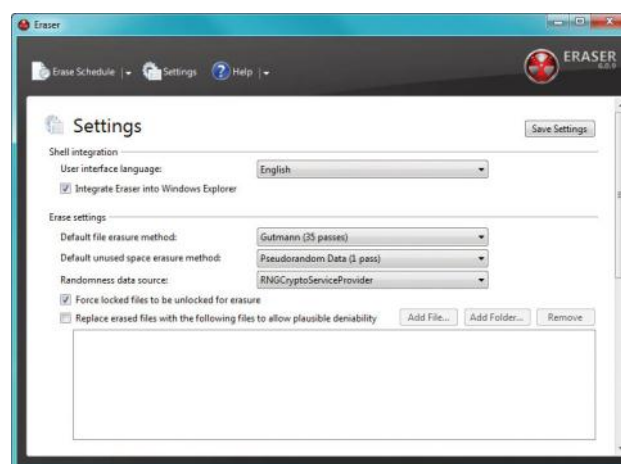 Eraser
Erase Schedule Settings Help
ERASER
6.0.9
Settings
Save Settings
Shell integration
User interface language: English
Integrate Eraser into Windows Explorer
Erase settings
Default file erasure method: Gutmann (35 passes)
Default unused space erasure method: Pseudorandom Data (1 pass)
Randomness data source: RNGCryptoServiceProvider
Force locked files to be unlocked for erasure
Replace erased files with the following files to allow plausible deniability Add File... Add Folder... Remove